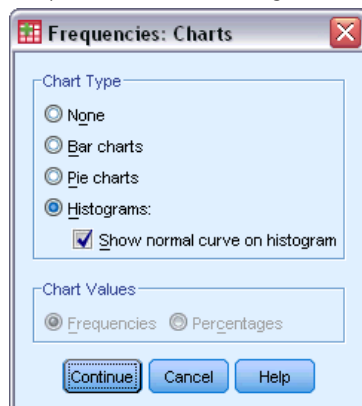 Frequencies: Charts
Chart Type
None
Bar charts
Pie charts
Histograms:
Show normal curve on histogram
Chart Values
Frequencies Percentages
Continue Cancel Help